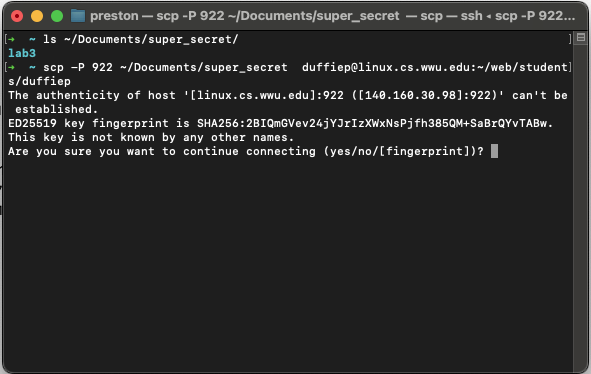 preston — scp -P 922 ~/Documents/super_secret — scp — ssh ◂ scp -P 922...
[➜ ~ ls ~/Documents/super_secret/ ]
lab3
[➜ ~ scp -P 922 ~/Documents/super_secret duffiep@linux.cs.wwu.edu:~/web/student]
s/duffiep
The authenticity of host '[linux.cs.wwu.edu]:922 ([140.160.30.98]:922)' can't be
established.
ED25519 key fingerprint is SHA256:2BIQmGVev24jYJrIzXWxNsPjfh385QM+SaBrQYvTABw.
This key is not known by any other names.
Are you sure you want to continue connecting (yes/no/[fingerprint])?